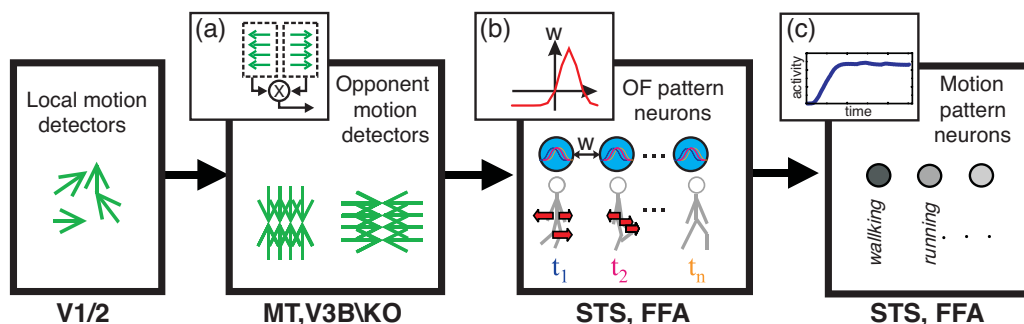 Local motion
detectors
V1/2
(a)
X
Opponent
motion
detectors
MT,V3B\KO
(b)
W
OF pattern
neurons
W
...
...
t1
t2
tn
STS, FFA
(c)
activity
time
Motion
pattern
neurons
wallking
running
. . .
STS, FFA